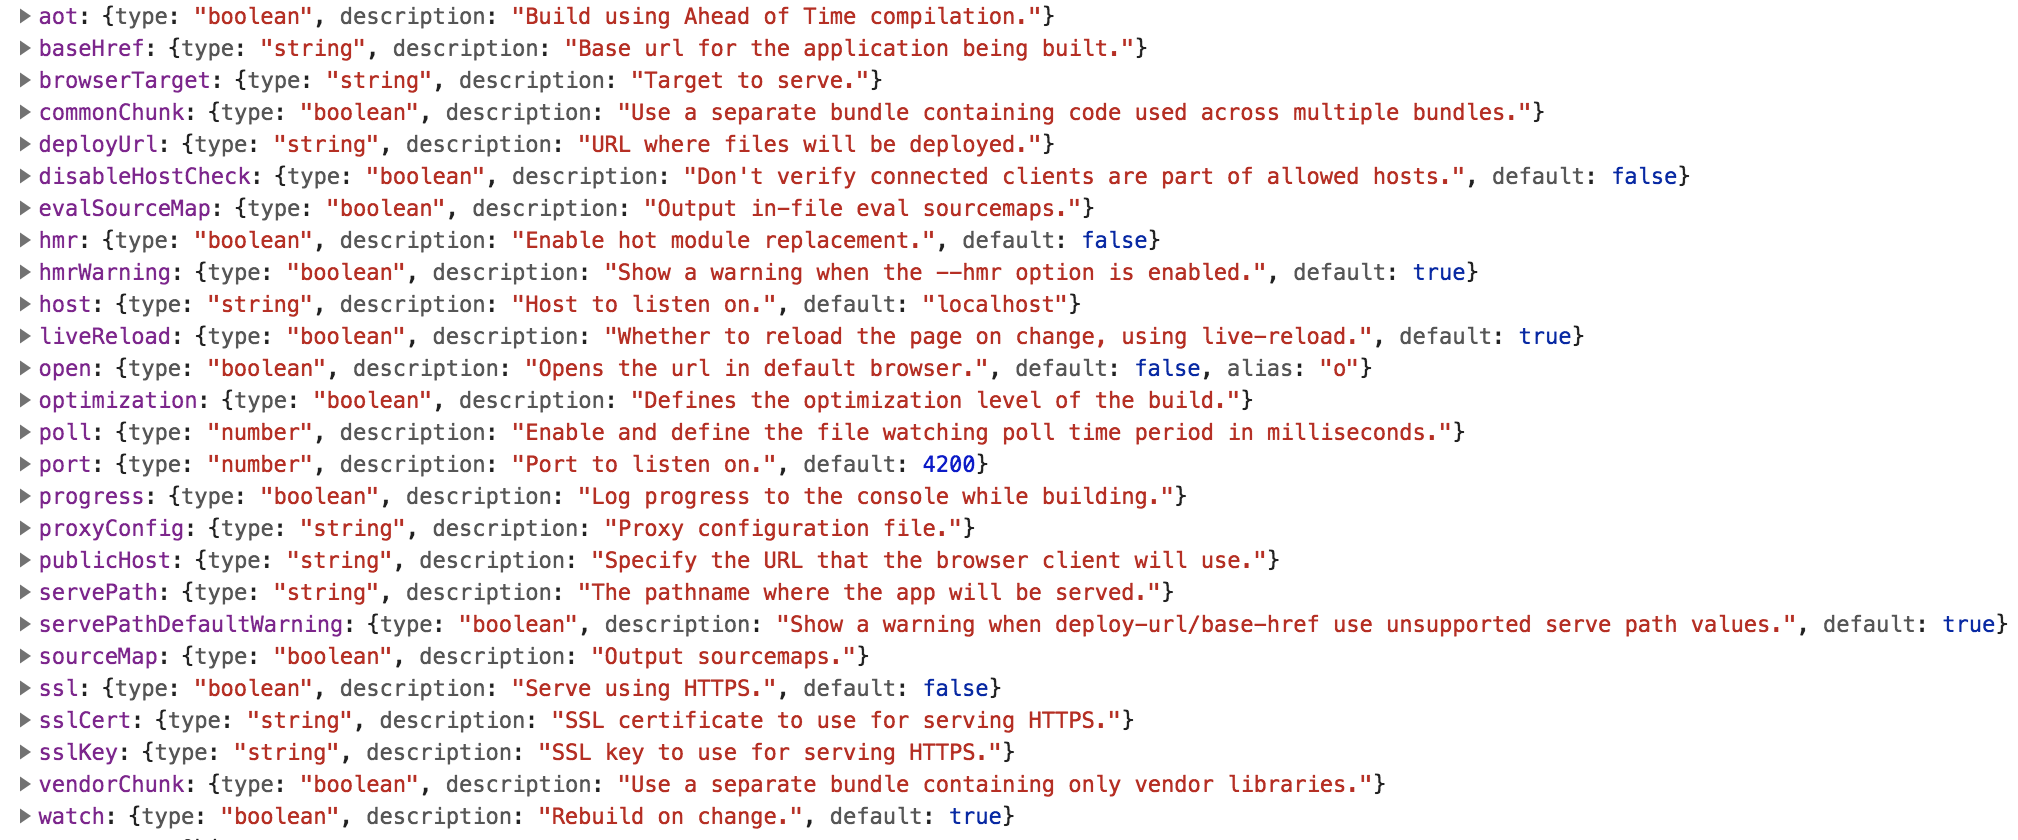 aot: {type: "boolean", description: "Build using Ahead of Time compilation."}
baseHref: {type: "string", description: "Base url for the application being built."}
browserTarget: {type: "string", description: "Target to serve."}
commonChunk: {type: "boolean", description: "Use a separate bundle containing code used across multiple bundles."}
deployUrl: {type: "string", description: "URL where files will be deployed."}
disableHostCheck: {type: "boolean", description: "Don't verify connected clients are part of allowed hosts.", default: false}
evalSourceMap: {type: "boolean", description: "Output in-file eval sourcemaps."}
hmr: {type: "boolean", description: "Enable hot module replacement.", default: false}
hmrWarning: {type: "boolean", description: "Show a warning when the --hmr option is enabled.", default: true}
host: {type: "string", description: "Host to listen on.", default: "localhost"}
liveReload: {type: "boolean", description: "Whether to reload the page on change, using live-reload.", default: true}
open: {type: "boolean", description: "Opens the url in default browser.", default: false, alias: "o"}
optimization: {type: "boolean", description: "Defines the optimization level of the build."}
poll: {type: "number", description: "Enable and define the file watching poll time period in milliseconds."}
port: {type: "number", description: "Port to listen on.", default: 4200}
progress: {type: "boolean", description: "Log progress to the console while building."}
proxyConfig: {type: "string", description: "Proxy configuration file."}
publicHost: {type: "string", description: "Specify the URL that the browser client will use."}
servePath: {type: "string", description: "The pathname where the app will be served."}
servePathDefaultWarning: {type: "boolean", description: "Show a warning when deploy-url/base-href use unsupported serve path values.", default: true}
sourceMap: {type: "boolean", description: "Output sourcemaps."}
ssl: {type: "boolean", description: "Serve using HTTPS.", default: false}
sslCert: {type: "string", description: "SSL certificate to use for serving HTTPS."}
sslKey: {type: "string", description: "SSL key to use for serving HTTPS."}
vendorChunk: {type: "boolean", description: "Use a separate bundle containing only vendor libraries."}
watch: {type: "boolean", description: "Rebuild on change.", default: true}